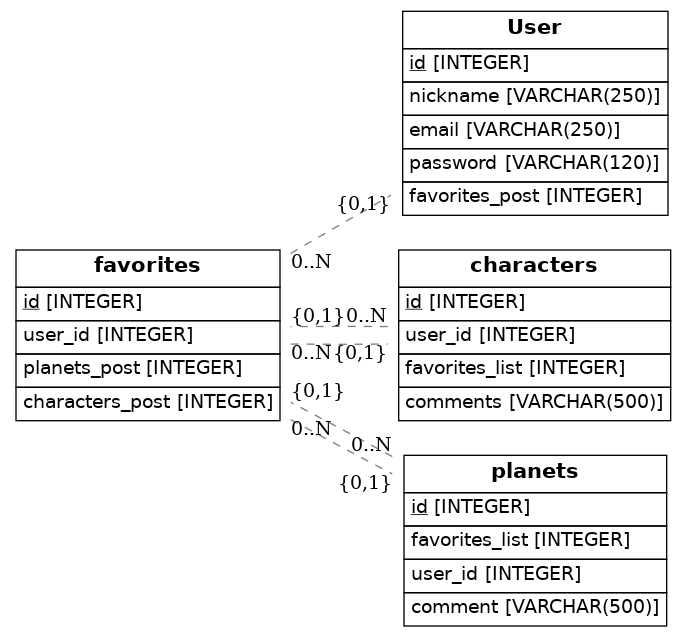 User
id [INTEGER]
nickname [VARCHAR(250)]
email [VARCHAR(250)]
password [VARCHAR(120)]
favorites_post [INTEGER]
{0,1}
0..N
favorites
id [INTEGER]
user_id [INTEGER]
planets_post [INTEGER]
characters_post [INTEGER]
{0,1} 0..N
0..N {0,1}
characters
id [INTEGER]
user_id [INTEGER]
favorites_list [INTEGER]
comments [VARCHAR(500)]
{0,1}
0..N
0..N
{0,1}
planets
id [INTEGER]
favorites_list [INTEGER]
user_id [INTEGER]
comment [VARCHAR(500)]